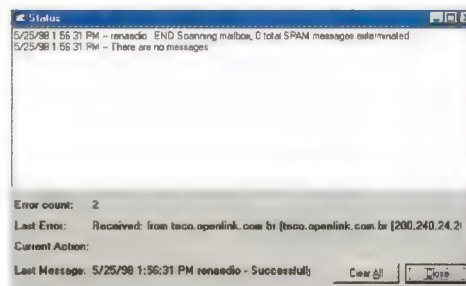 Status
5/25/98 1 56 31 PM -- renaedio END Scanning mailbox, 0 total SPAM messages exterminated
5/25/98 1 56 31 PM -- There are no messages
Error count: 2
Last Error: Received: from teco.openlink.com br (teco.openlink.com.br [200.240.24.2
Current Action:
Last Message: 5/25/98 1:56:31 PM renaedio - Successfull
Clear All
Close